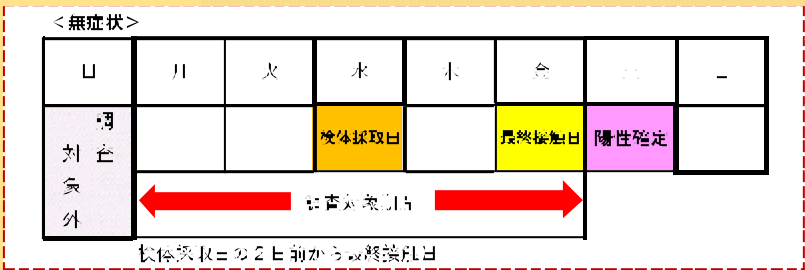 ＜無症状＞
日 月 火 水 木 金 土 日
調査対象外
検体採取日 最終接触日 陽性確定
調査対象期間
検体採取日の２日前から最終接触日